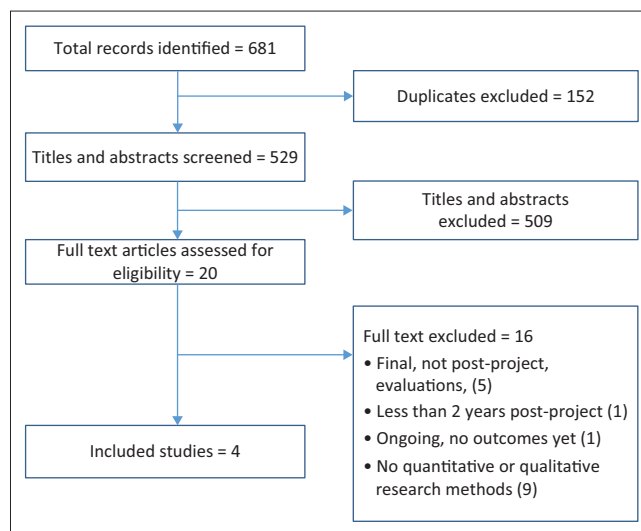 Total records identified = 681
Duplicates excluded = 152
Titles and abstracts screened = 529
Titles and abstracts
excluded = 509
Full text articles assessed for
eligibility = 20
Full text excluded = 16
• Final, not post-project,
evaluations, (5)
• Less than 2 years post-project (1)
• Ongoing, no outcomes yet (1)
• No quantitative or qualitative
research methods (9)
Included studies = 4